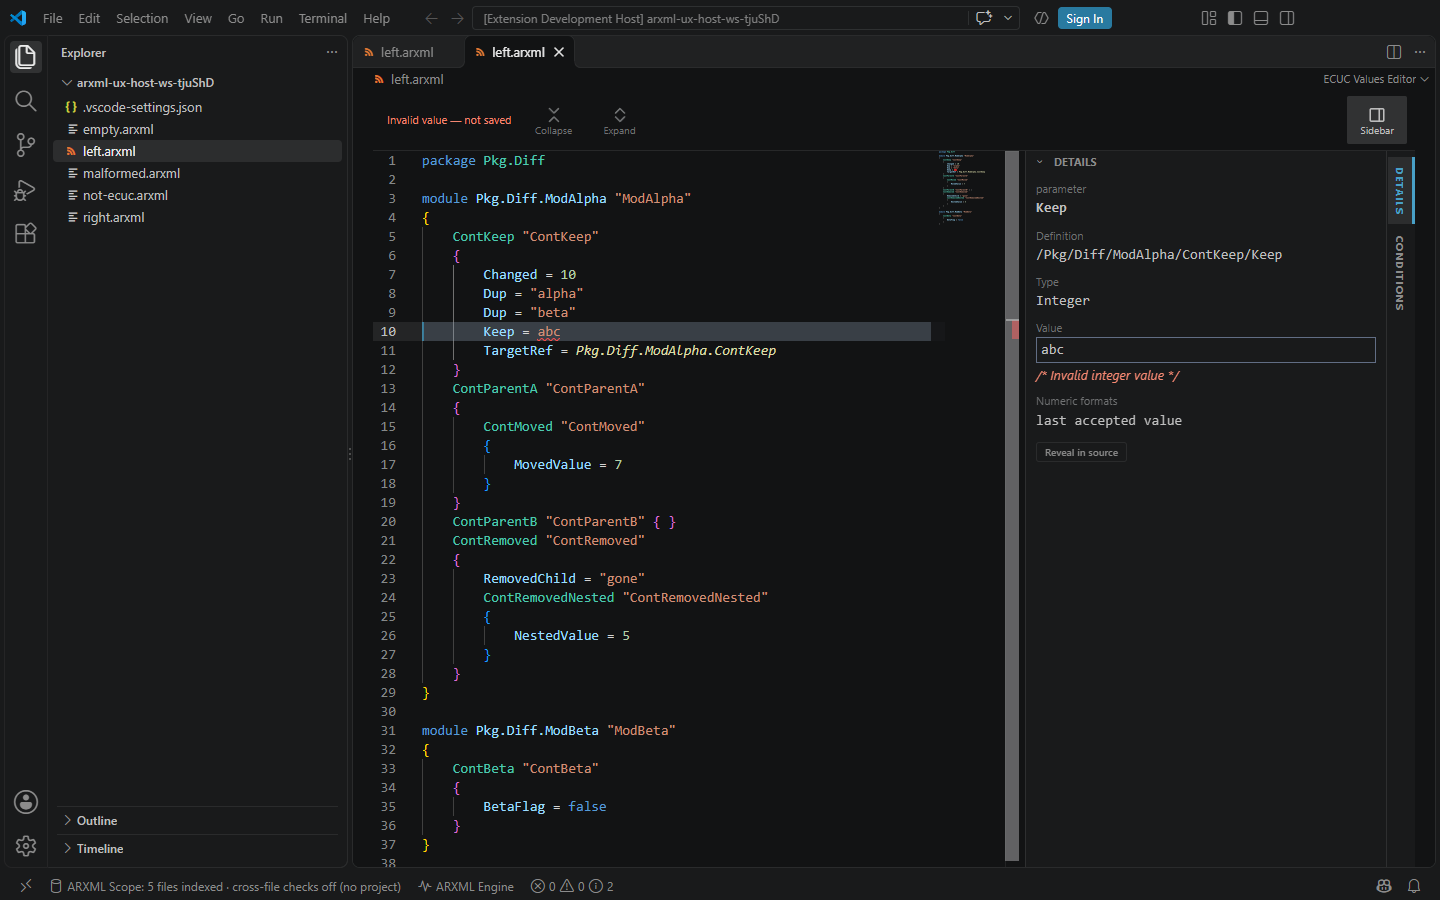 File Edit Selection View Go Run Terminal Help
[Extension Development Host] arxml-ux-host-ws-tjuShD
Sign In
Explorer
arxml-ux-host-ws-tjuShD
{} .vscode-settings.json
empty.arxml
left.arxml
malformed.arxml
not-ecuc.arxml
right.arxml
Outline
Timeline
left.arxml
left.arxml
left.arxml
ECUC Values Editor
Invalid value — not saved
Collapse
Expand
Sidebar
1 package Pkg.Diff
2
3 module Pkg.Diff.ModAlpha "ModAlpha"
4 {
5 ContKeep "ContKeep"
6 {
7 Changed = 10
8 Dup = "alpha"
9 Dup = "beta"
10 Keep = abc
11 TargetRef = Pkg.Diff.ModAlpha.ContKeep
12 }
13 ContParentA "ContParentA"
14 {
15 ContMoved "ContMoved"
16 {
17 MovedValue = 7
18 }
19 }
20 ContParentB "ContParentB" { }
21 ContRemoved "ContRemoved"
22 {
23 RemovedChild = "gone"
24 ContRemovedNested "ContRemovedNested"
25 {
26 NestedValue = 5
27 }
28 }
29 }
30
31 module Pkg.Diff.ModBeta "ModBeta"
32 {
33 ContBeta "ContBeta"
34 {
35 BetaFlag = false
36 }
37 }
38
DETAILS
parameter
Keep
Definition
/Pkg/Diff/ModAlpha/ContKeep/Keep
Type
Integer
Value
abc
/* Invalid integer value */
Numeric formats
last accepted value
Reveal in source
DETAILS
CONDITIONS
ARXML Scope: 5 files indexed · cross-file checks off (no project)
ARXML Engine
0 0 2